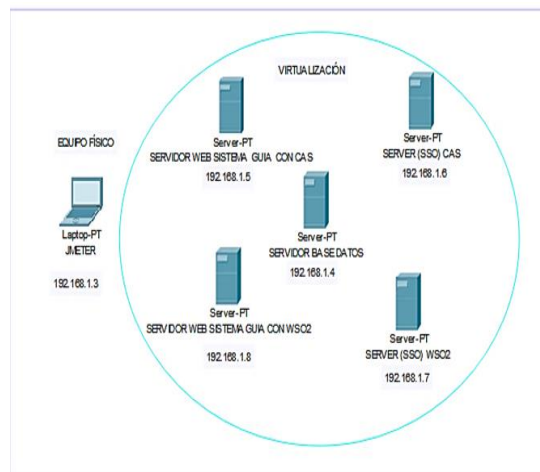 VIRTUALIZACIÓN
EQUIPO FÍSICO
Laptop-PT
JMETER
192.168.1.3
Server-PT
SERVIDOR WEB SISTEMA GUIA CON CAS
192.168.1.5
Server-PT
SERVER (SSO) CAS
192.168.1.6
Server-PT
SERVIDOR BASE DATOS
192.168.1.4
Server-PT
SERVIDOR WEB SISTEMA GUIA CON WSO2
192.168.1.8
Server-PT
SERVER (SSO) WSO2
192.168.1.7